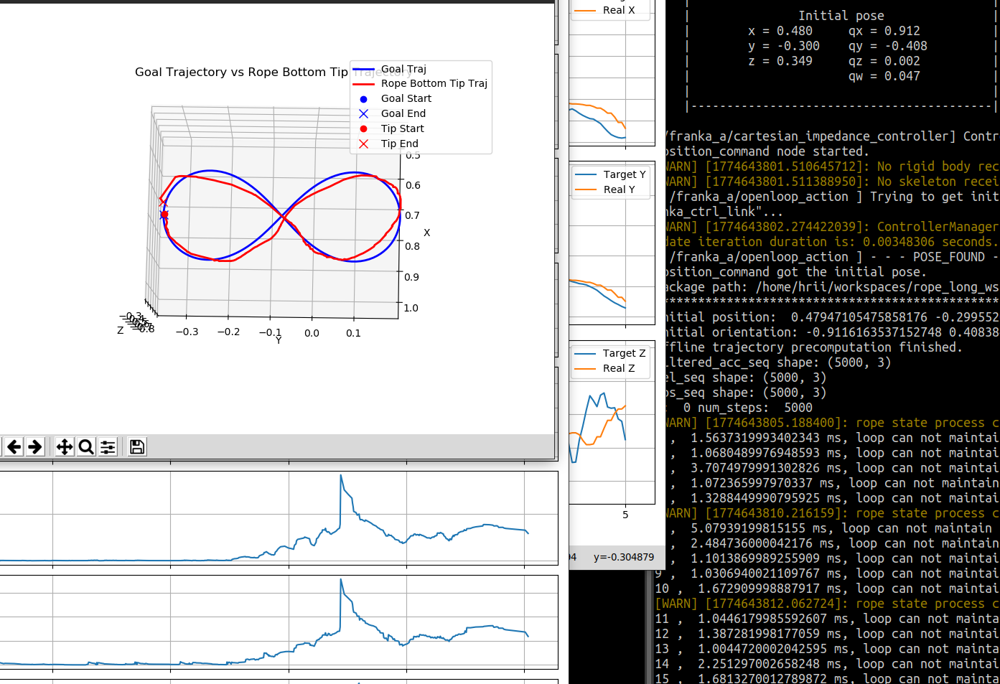 Goal Trajectory vs Rope Bottom Tip Trajectory
Goal Traj
Rope Bottom Tip Traj
Goal Start
Goal End
Tip Start
Tip End
0.5
0.6
0.7
X
0.8
0.9
1.0
Z
−0.8
−0.3 −0.2 −0.1 0.0 0.1
Y
Real X
Target Y
Real Y
Target Z
Real Z
5
y=-0.304879
Initial pose
x = 0.480 qx = 0.912
y = -0.300 qy = -0.408
z = 0.349 qz = 0.002
qw = 0.047
|-----------------------------------------|
/franka_a/cartesian_impedance_controller] Contr
osition_command node started.
WARN] [1774643801.510645712]: No rigid body rec
WARN] [1774643801.511388950]: No skeleton recei
/franka_a/openloop_action ] Trying to get init
nka_ctrl_link"...
WARN] [1774643802.274422039]: ControllerManager
date iteration duration is: 0.00348306 seconds.
/franka_a/openloop_action ] - - - POSE_FOUND -
osition_command got the initial pose.
ackage path: /home/hrii/workspaces/rope_long_ws
***********************************************
nitial position: 0.47947105475858176 -0.299552
nitial orientation: -0.9116163537152748 0.40838
ffline trajectory precomputation finished.
iltered_acc_seq shape: (5000, 3)
el_seq shape: (5000, 3)
os_seq shape: (5000, 3)
: 0 num_steps: 5000
WARN] [1774643805.188400]: rope state process c
, 1.5637319993402343 ms, loop can not maintai
, 1.0680489976948593 ms, loop can not maintai
, 3.7074979991302826 ms, loop can not maintai
, 1.072365997970337 ms, loop can not maintain
, 1.3288449990795925 ms, loop can not maintai
WARN] [1774643810.216159]: rope state process c
, 5.07939199815155 ms, loop can not maintain
, 2.484736000042176 ms, loop can not maintain
, 1.1013869989255909 ms, loop can not maintai
9 , 1.0306940021109767 ms, loop can not maintai
10 , 1.672909998887917 ms, loop can not maintai
[WARN] [1774643812.062724]: rope state process c
11 , 1.0446179985592607 ms, loop can not mainta
12 , 1.387281998177059 ms, loop can not maintai
13 , 1.0044720002042595 ms, loop can not mainta
14 , 2.251297002658248 ms, loop can not maintai
15 , 1.6813270012789872 ms, loop can not mainta